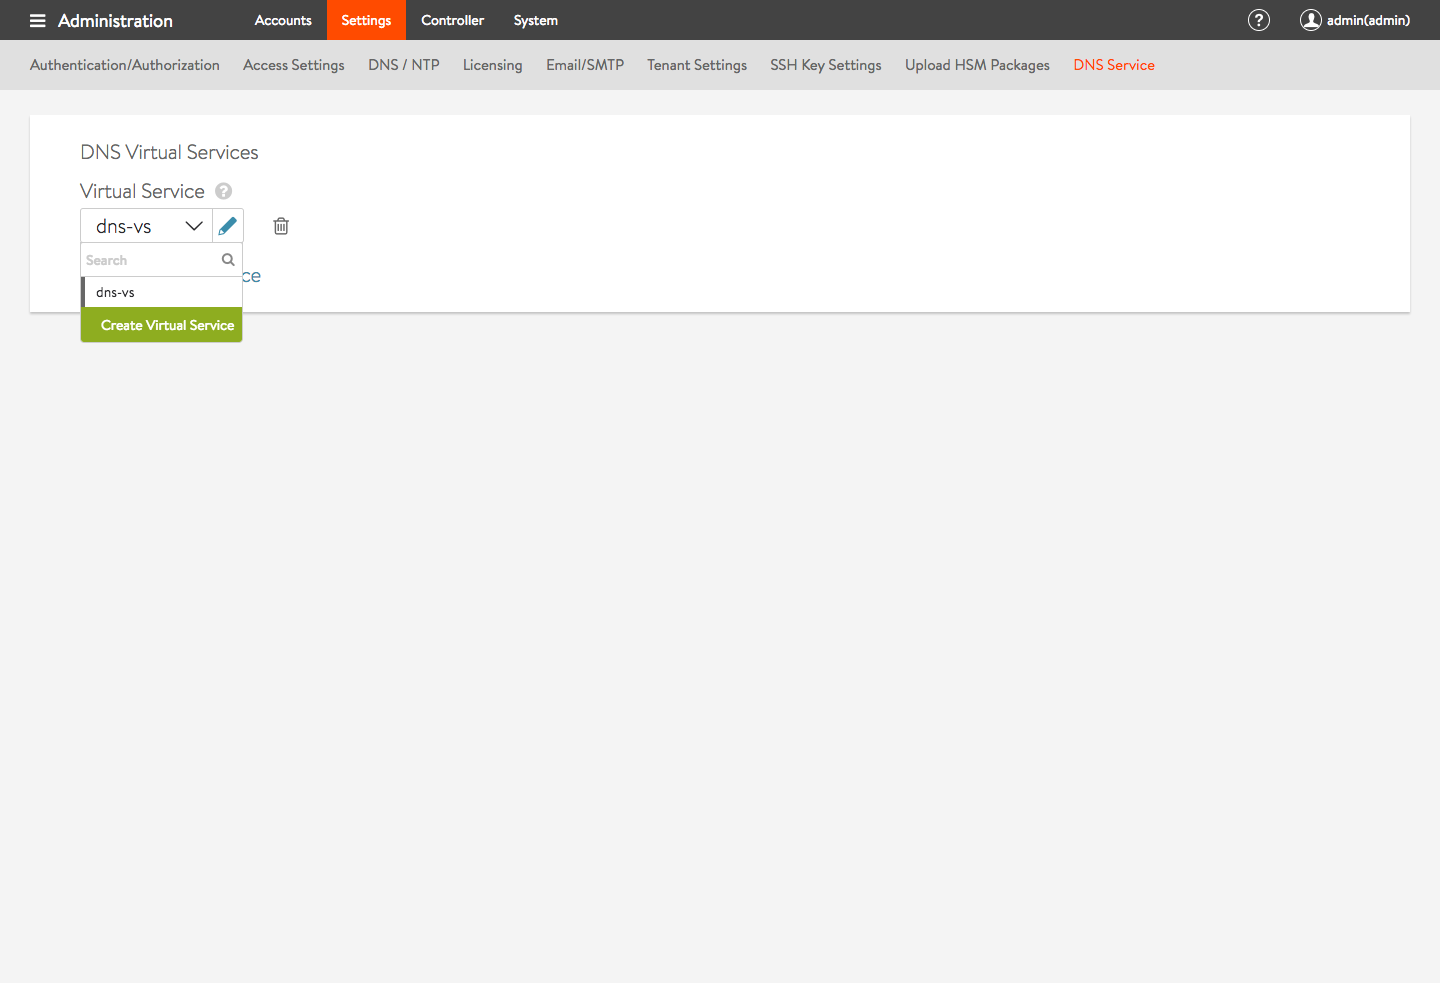 Administration Accounts Settings Controller System ? admin(admin)
Authentication/Authorization Access Settings DNS / NTP Licensing Email/SMTP Tenant Settings SSH Key Settings Upload HSM Packages DNS Service
DNS Virtual Services
Virtual Service ?
dns-vs
Search
dns-vs
Create Virtual Service